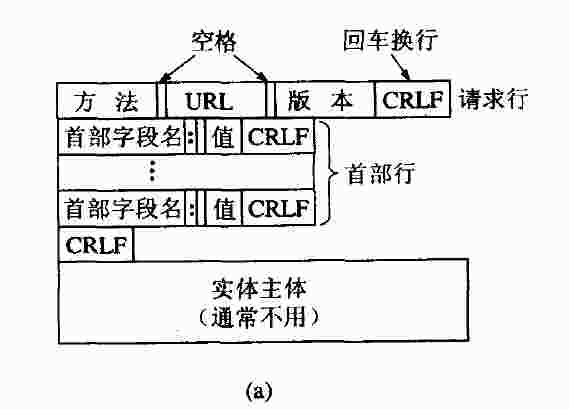 空格 回车换行
方法 URL 版本 CRLF 请求行
首部字段名: 值 CRLF
⋮ 首部行
首部字段名: 值 CRLF
CRLF
实体主体
（通常不用）
(a)